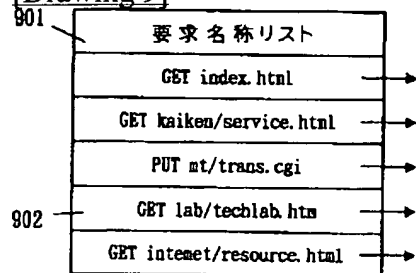 [Drawing 9]
901
要求名称リスト
GET index.html
GET kaiken/service.html
PUT mt/trans.cgi
902
GET lab/techlab.htm
GET intemet/resource.html